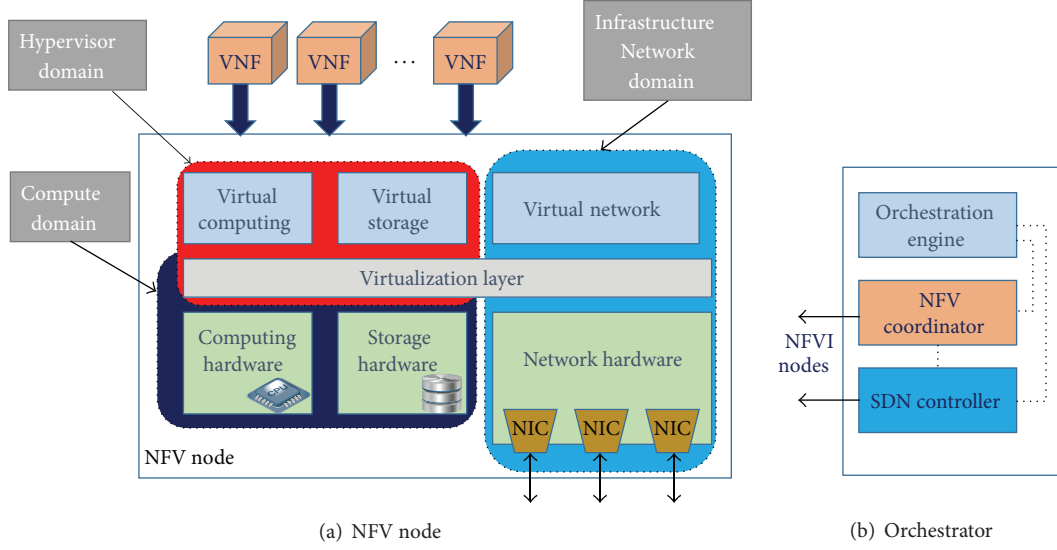 Hypervisor
domain
VNF
VNF
...
VNF
Infrastructure
Network
domain
Compute
domain
Virtual
computing
Virtual
storage
Virtual network
Virtualization layer
Computing
hardware
CPU
Storage
hardware
Network hardware
NIC
NIC
NIC
NFV node
(a) NFV node
Orchestration
engine
NFV
coordinator
NFVI
nodes
SDN controller
(b) Orchestrator